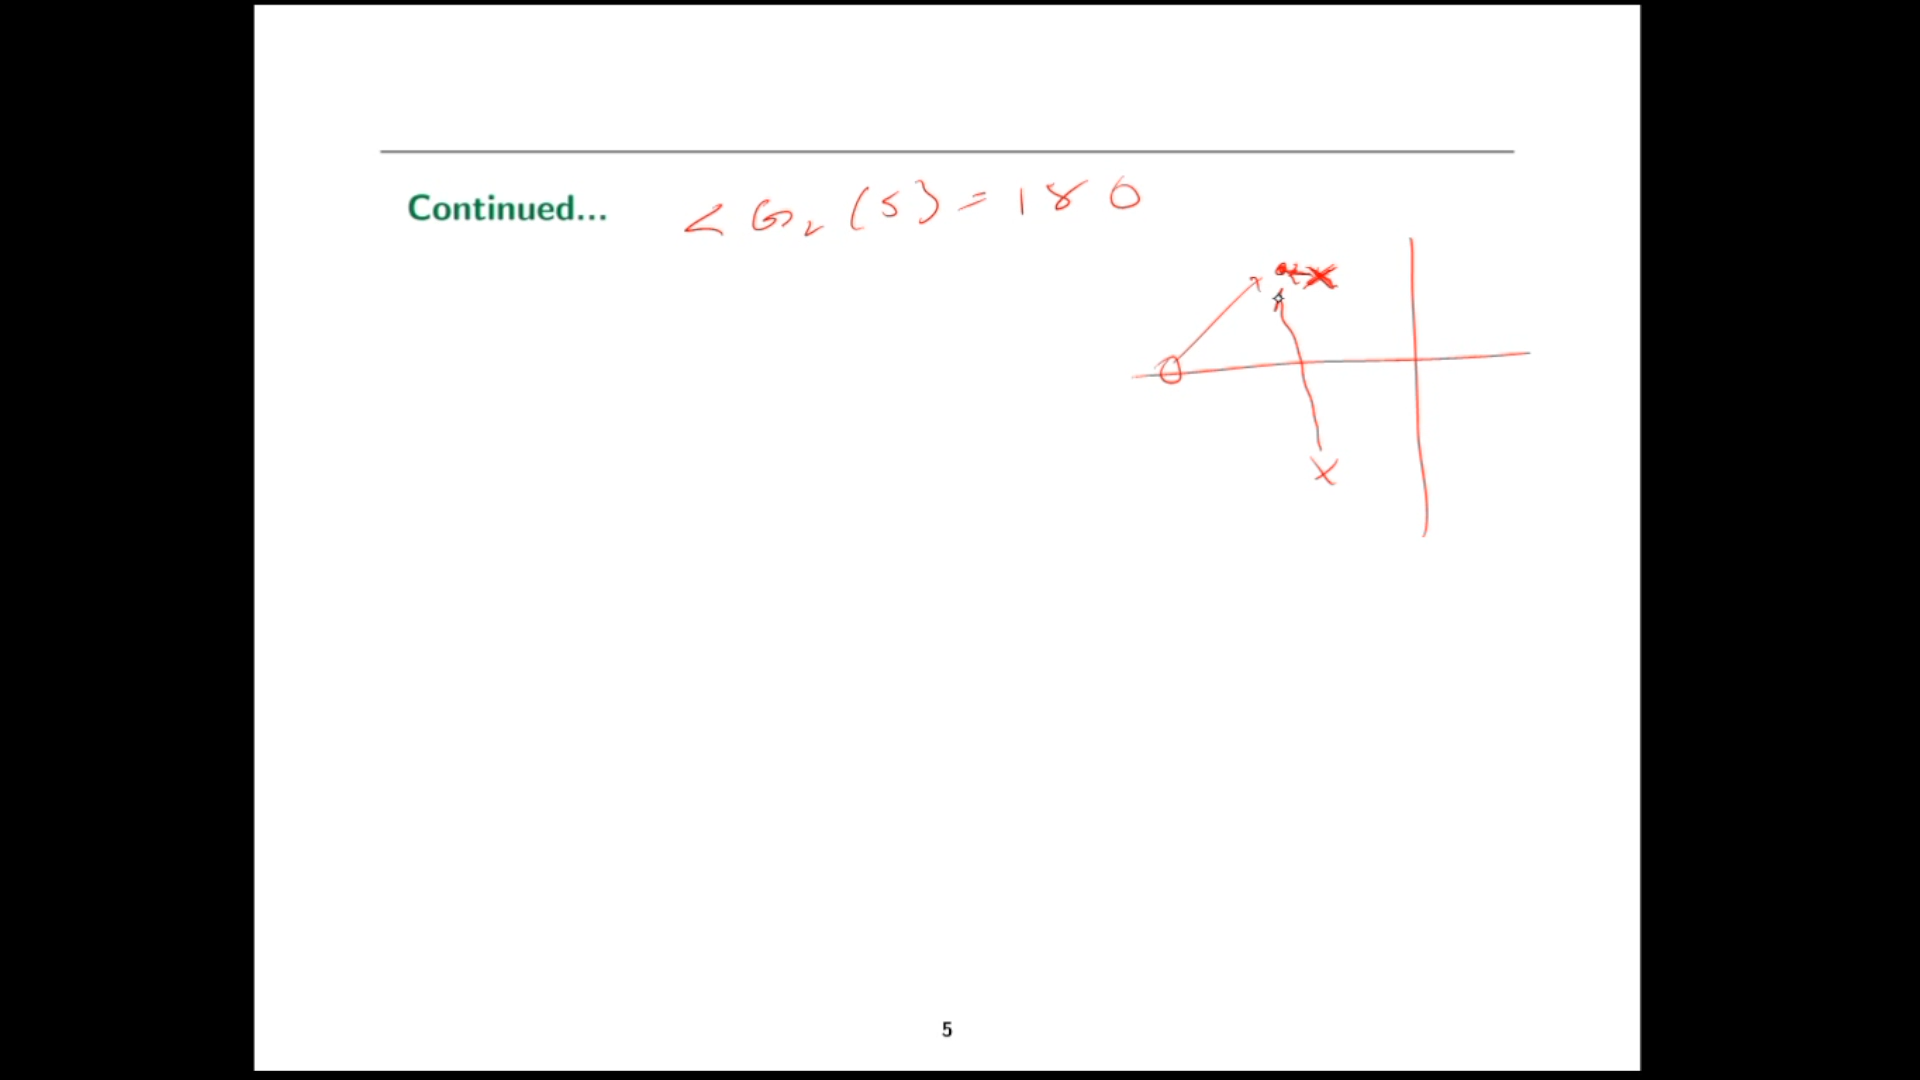 Continued... < G₂ (S) = 180
x x
x
5